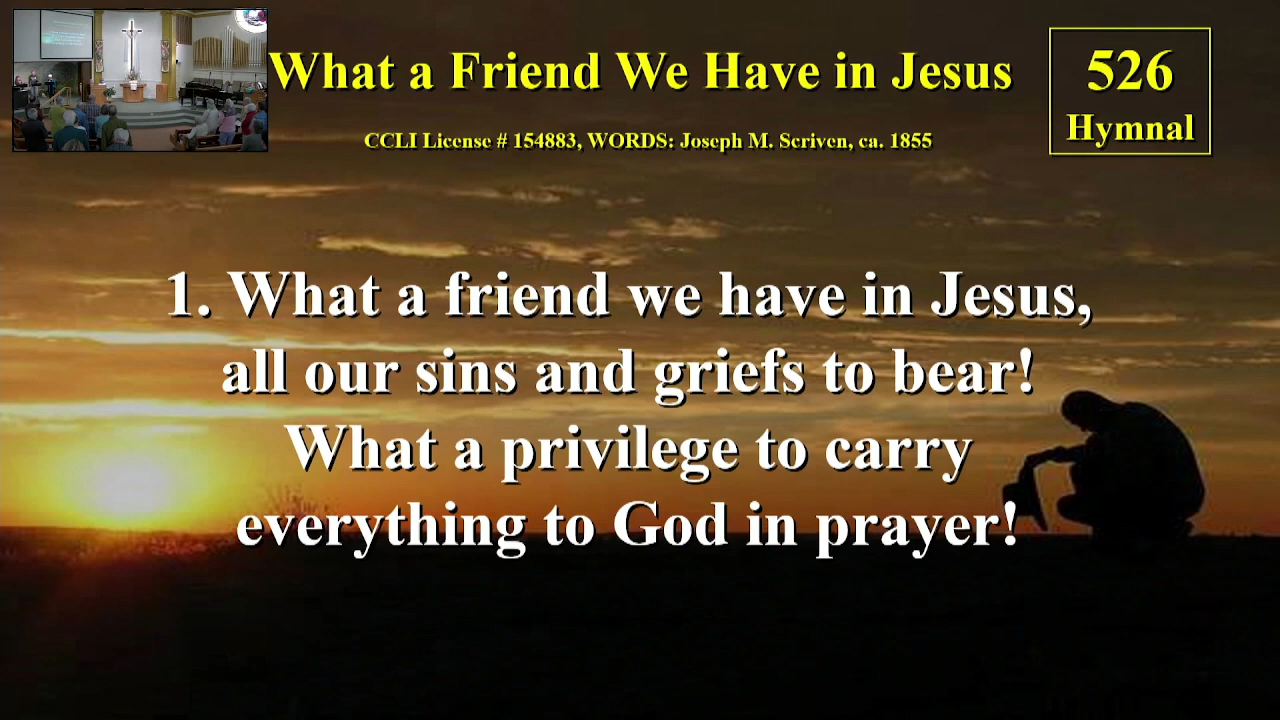 What a Friend We Have in Jesus
526
Hymnal
CCLI License # 154883, WORDS: Joseph M. Scriven, ca. 1855
1. What a friend we have in Jesus,
all our sins and griefs to bear!
What a privilege to carry
everything to God in prayer!